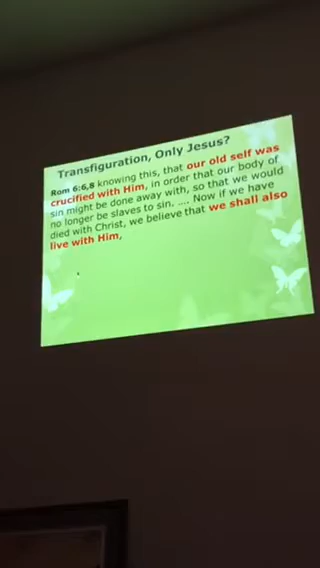 Transfiguration, Only Jesus?
Rom 6:6,8 knowing this, that our old self was
crucified with Him, in order that our body of
sin might be done away with, so that we would
no longer be slaves to sin. .... Now if we have
died with Christ, we believe that we shall also
live with Him,